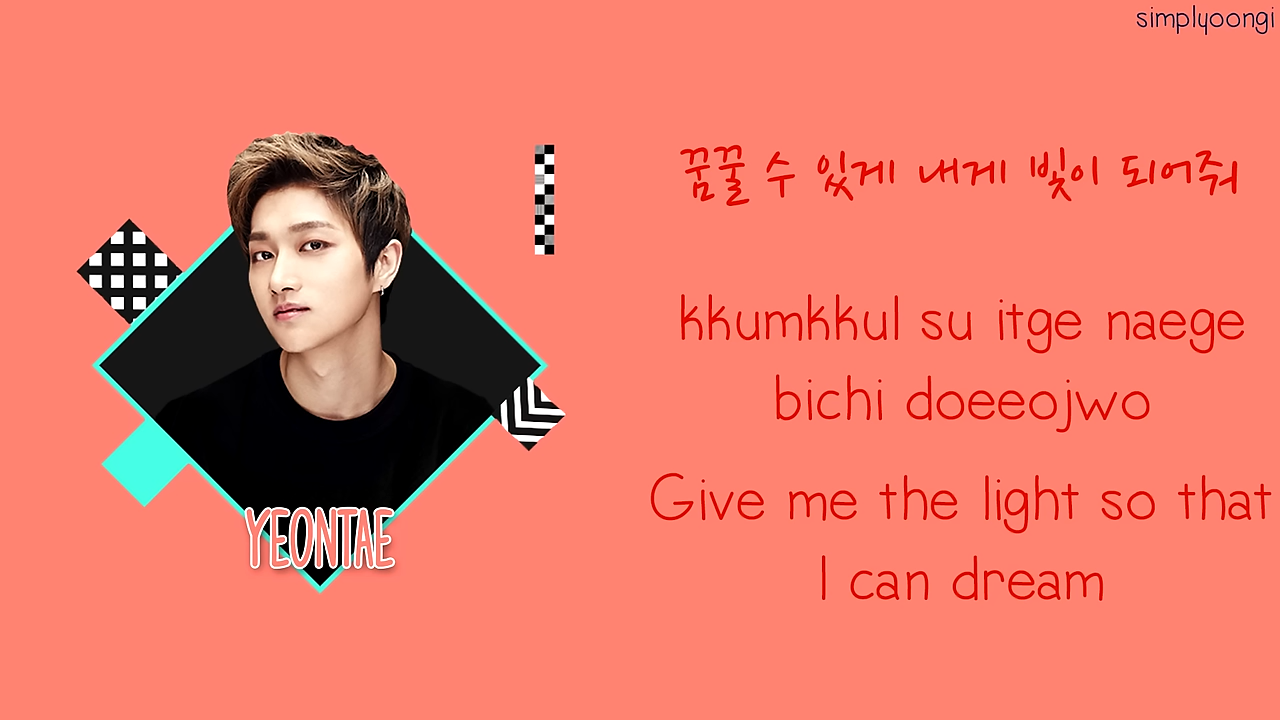 simplyoongi
꿈꿀 수 있게 내게 빛이 되어줘
kkumkkul su itge naege
bichi doeeojwo
Give me the light so that
I can dream
YEONTAE